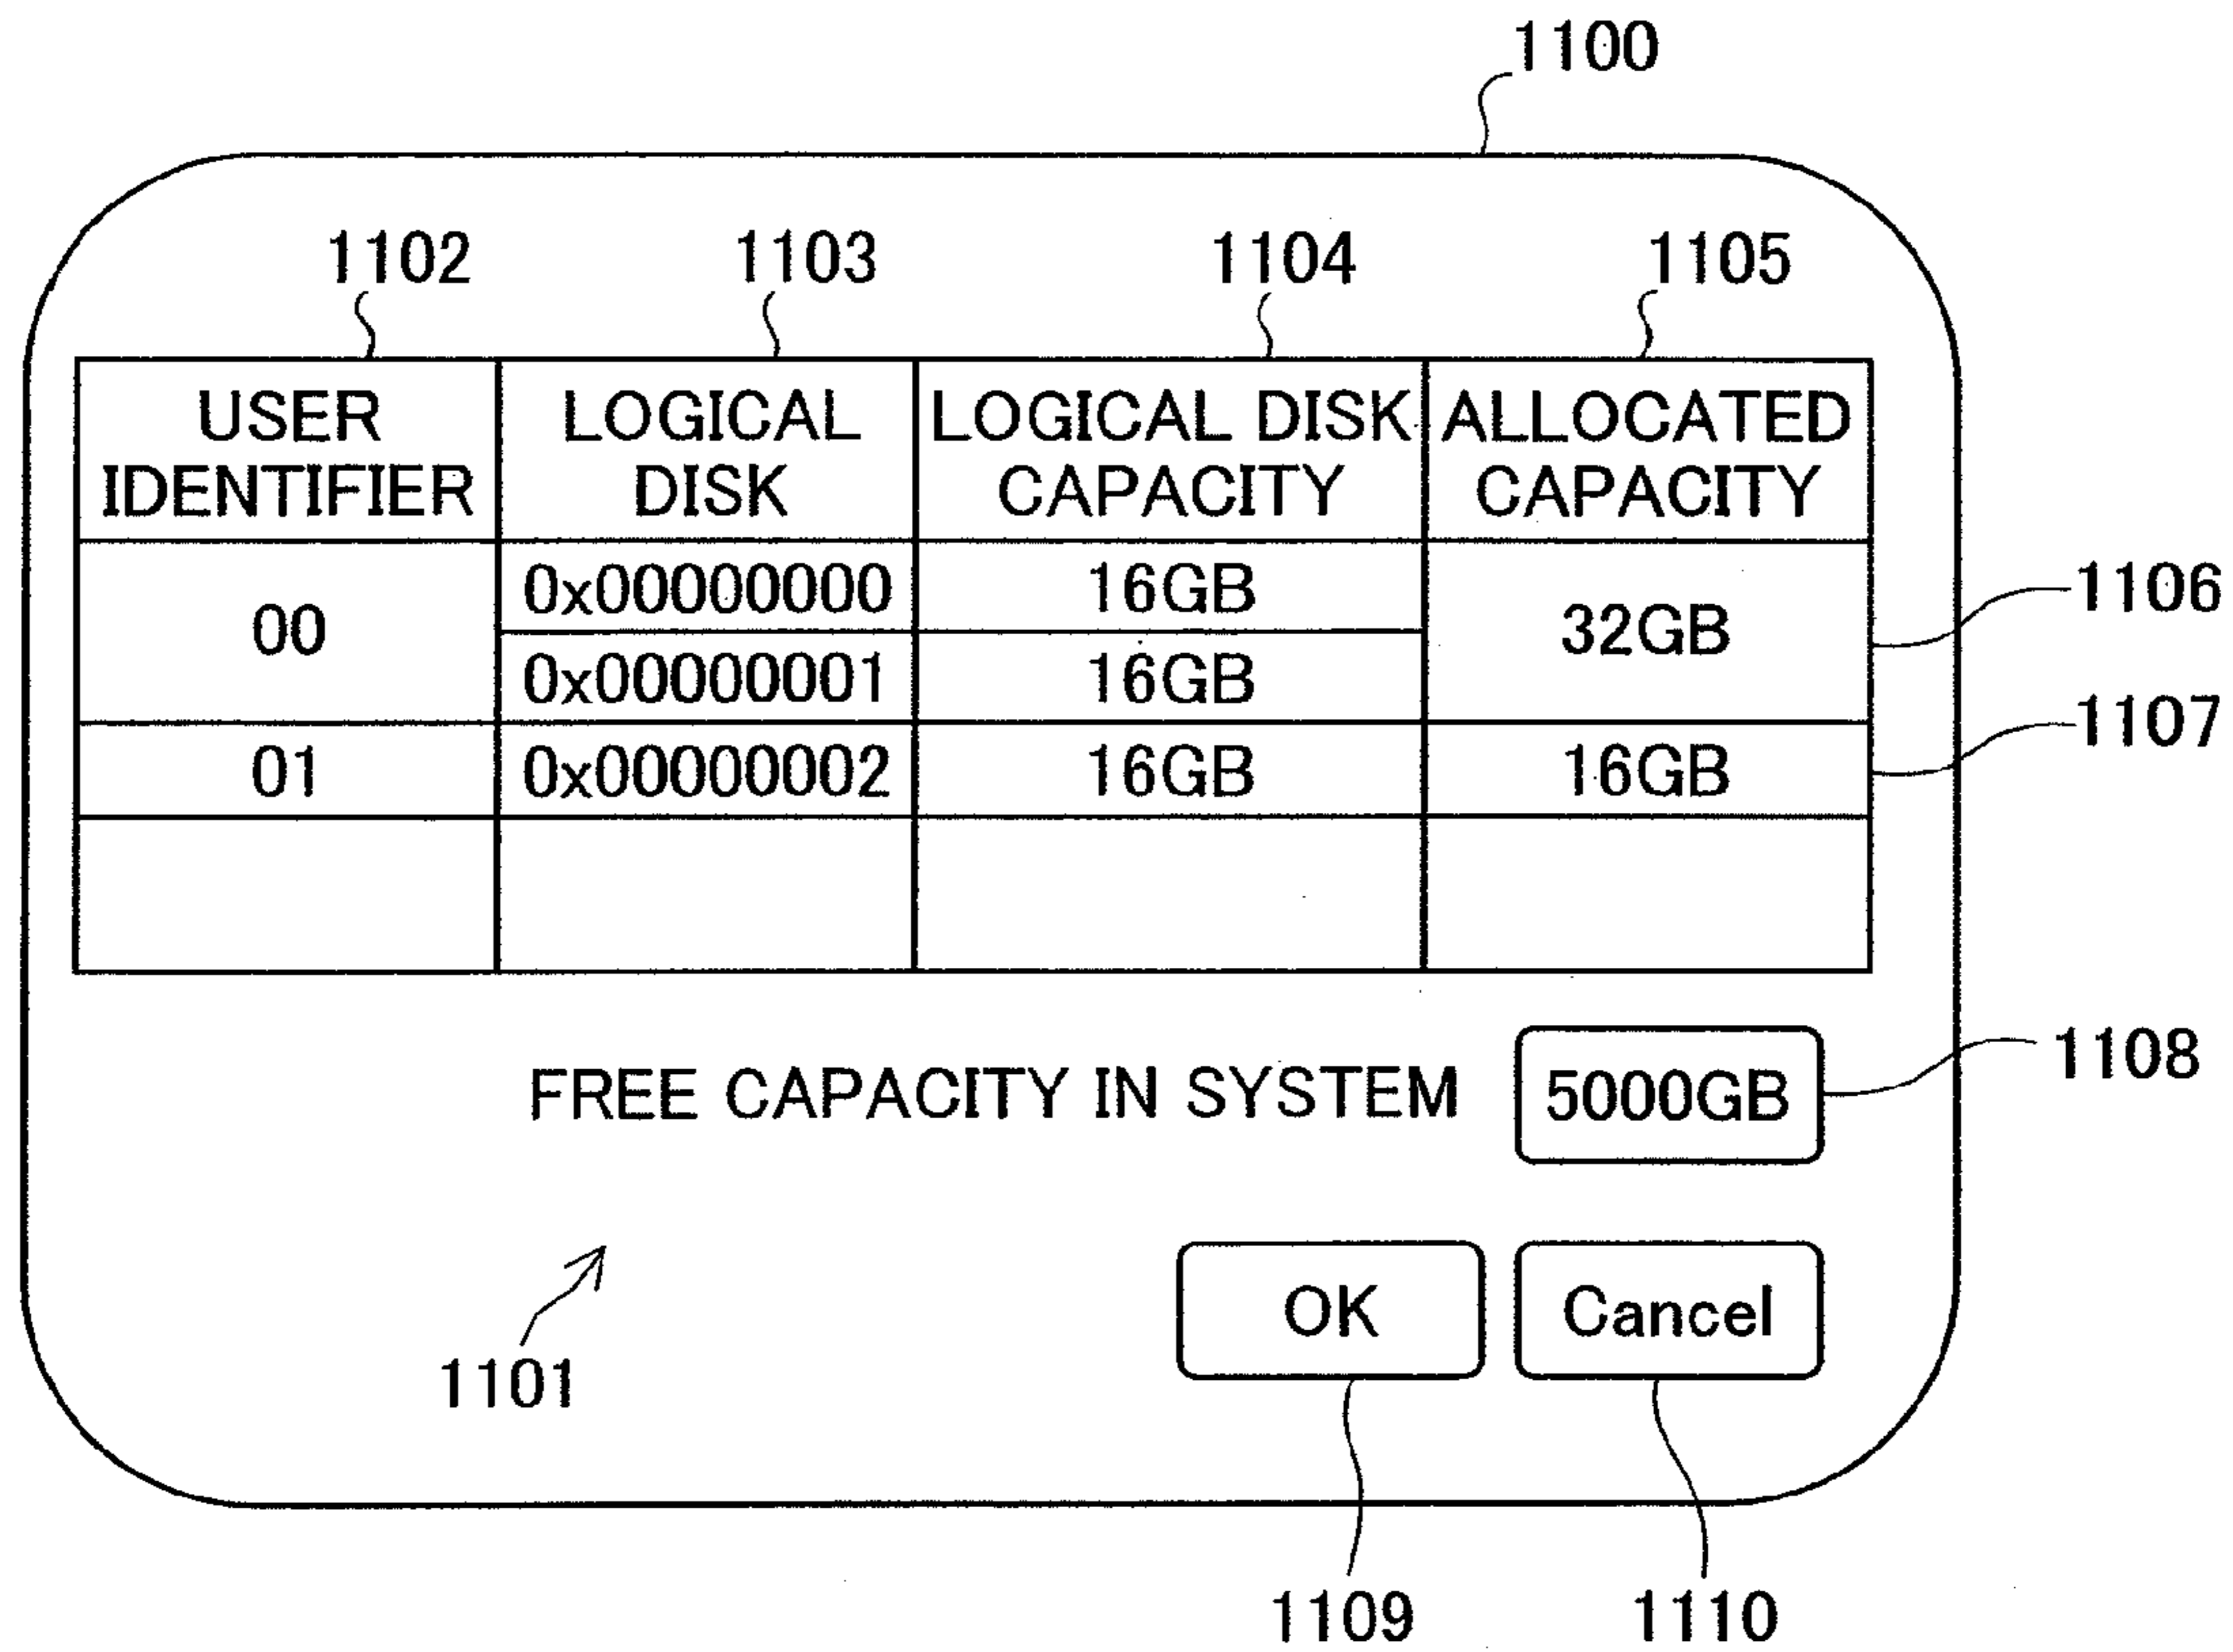 1100
1102 1103 1104 1105
USER IDENTIFIER LOGICAL DISK LOGICAL DISK CAPACITY ALLOCATED CAPACITY
00 0x00000000 16GB 32GB 1106
0x00000001 16GB
01 0x00000002 16GB 16GB 1107
FREE CAPACITY IN SYSTEM 5000GB 1108
OK Cancel
1101
1109 1110